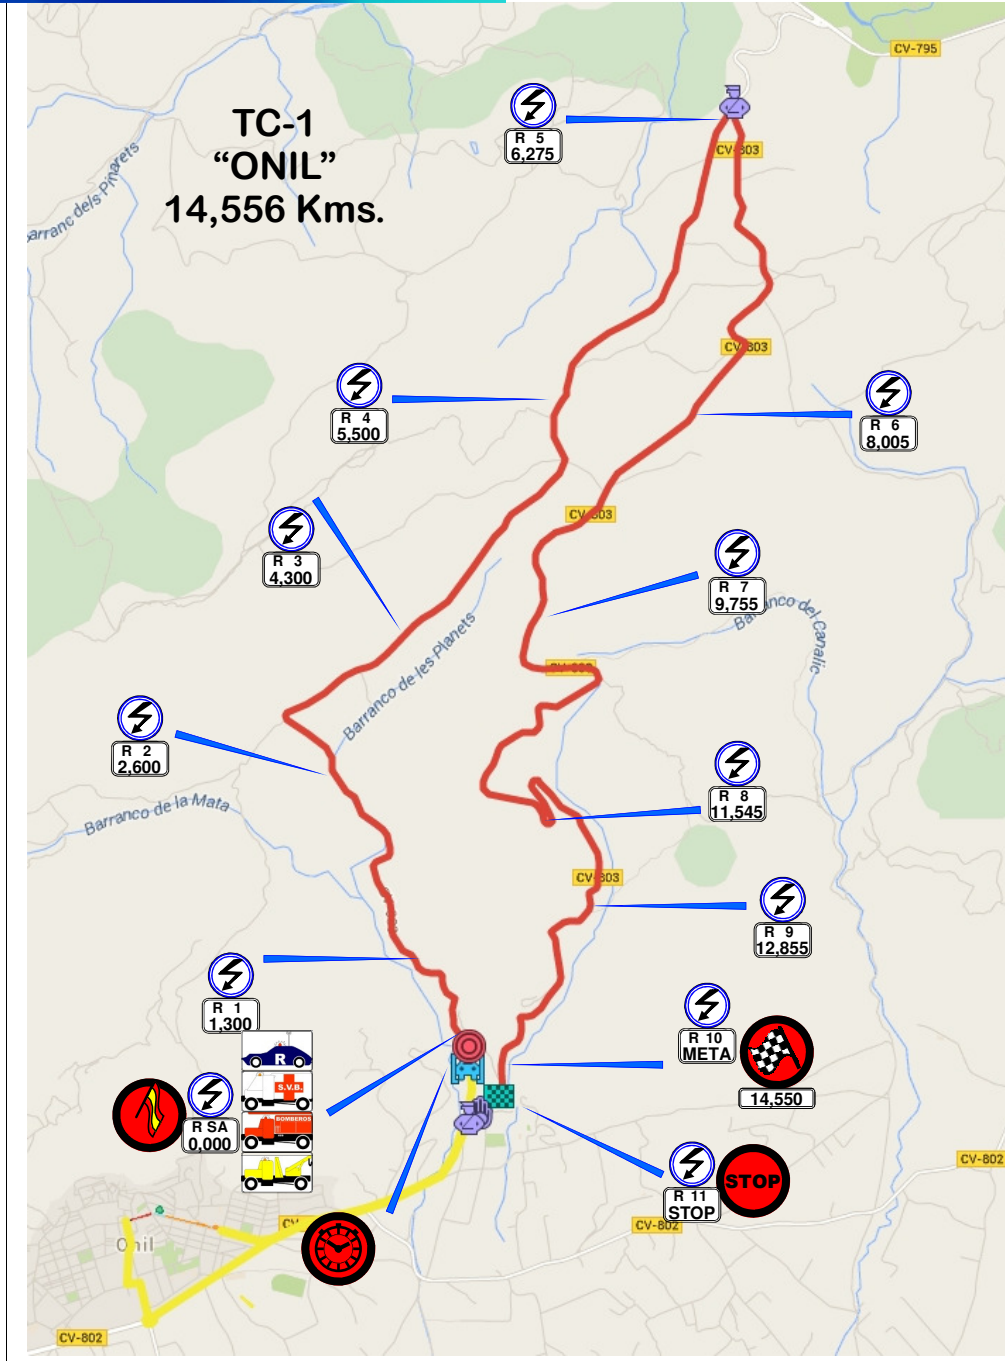 CV-795
TC-1
“ONIL”
14,556 Kms.
R 5
6,275
CV-803
Barranc dels Pinarets
CV-803
R 4
5,500
R 6
8,005
CV-803
R 3
4,300
R 7
9,755
Barranco del Canalic
Barranco de les Planets
R 2
2,600
R 8
11,545
Barranco de la Mata
CV-803
R 9
12,855
R 1
1,300
R
S.V.B.
BOMBEROS
R SA
0,000
R 10
META
14,550
R 11
STOP
STOP
CV-802
CV-802
Onil
CV-802